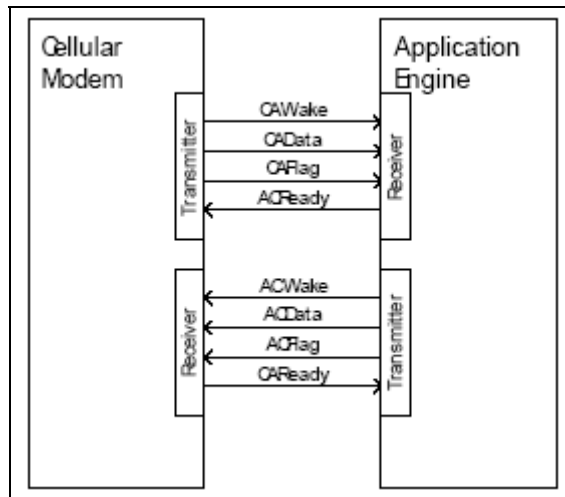 Cellular
Modem
Application
Engine
Transmitter
CAWake
CAData
CAFlag
ACReady
Receiver
Receiver
ACWake
ACData
ACFlag
CAReady
Transmitter